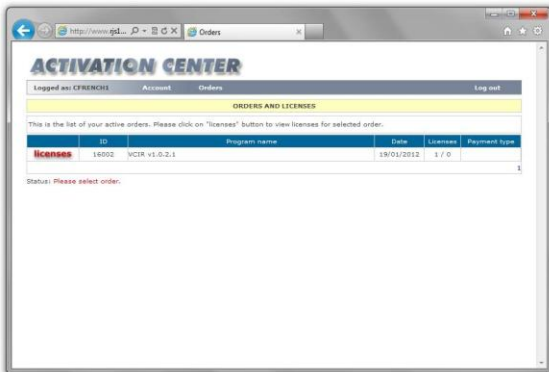 http://www.rjs1...
Orders
ACTIVATION CENTER
Logged as: CFRENCH1 Account Orders Log out
ORDERS AND LICENSES
This is the list of your active orders. Please click on "licenses" button to view licenses for selected order.
ID Program name Date Licenses Payment type
licenses 16002 VCIR v1.0.2.1 19/01/2012 1 / 0
1
Status: Please select order.